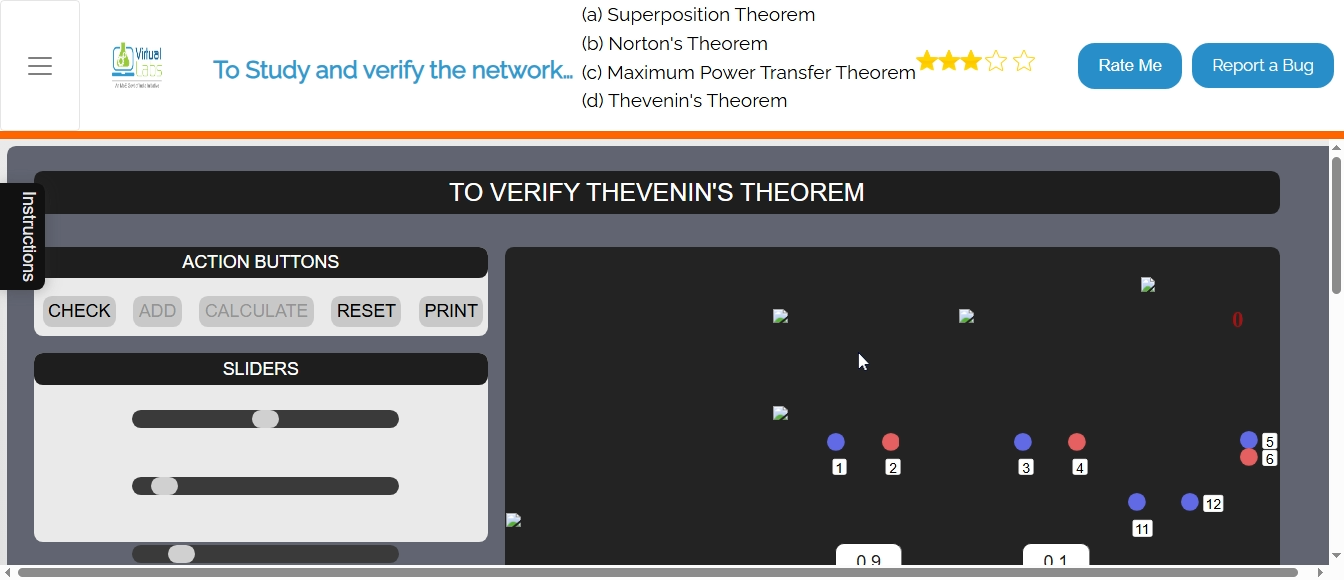 (a) Superposition Theorem
(b) Norton's Theorem
Virtual
Labs
To Study and verify the network...
(c) Maximum Power Transfer Theorem
Rate Me
Report a Bug
(d) Thevenin's Theorem
TO VERIFY THEVENIN'S THEOREM
Instructions
ACTION BUTTONS
CHECK
ADD
CALCULATE
RESET
PRINT
SLIDERS
0
1
2
3
4
5
6
11
12
0.9
0.1